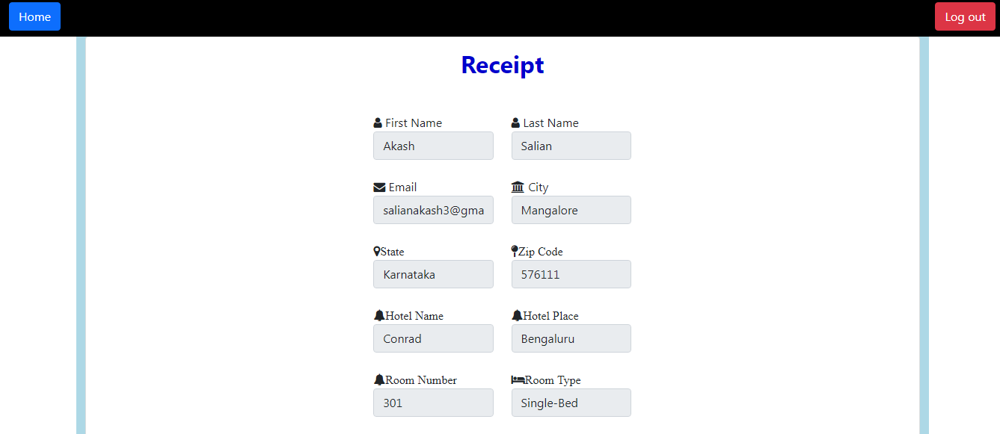 Home Log out
Receipt
First Name Last Name
Akash Salian
Email City
salianakash3@gma Mangalore
State Zip Code
Karnataka 576111
Hotel Name Hotel Place
Conrad Bengaluru
Room Number Room Type
301 Single-Bed